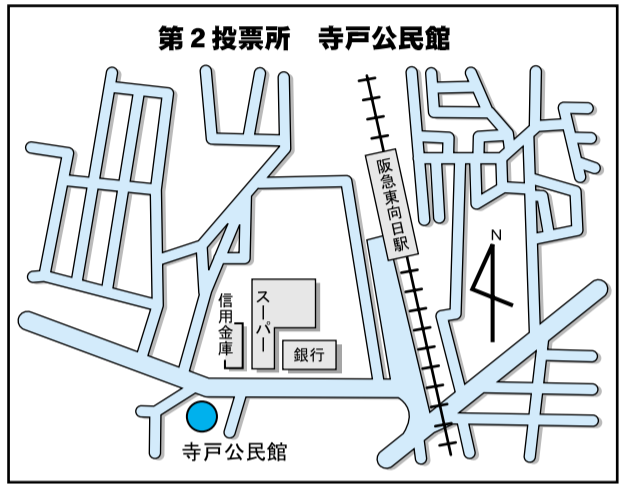 第2投票所　寺戸公民館
阪急東向日駅
N
スーパー
信用金庫
銀行
寺戸公民館